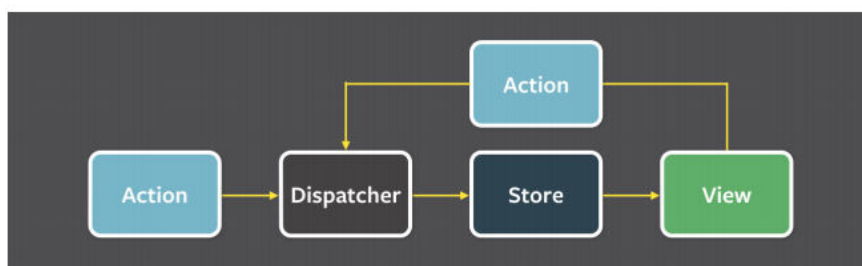 Action
Action
Dispatcher
Store
View